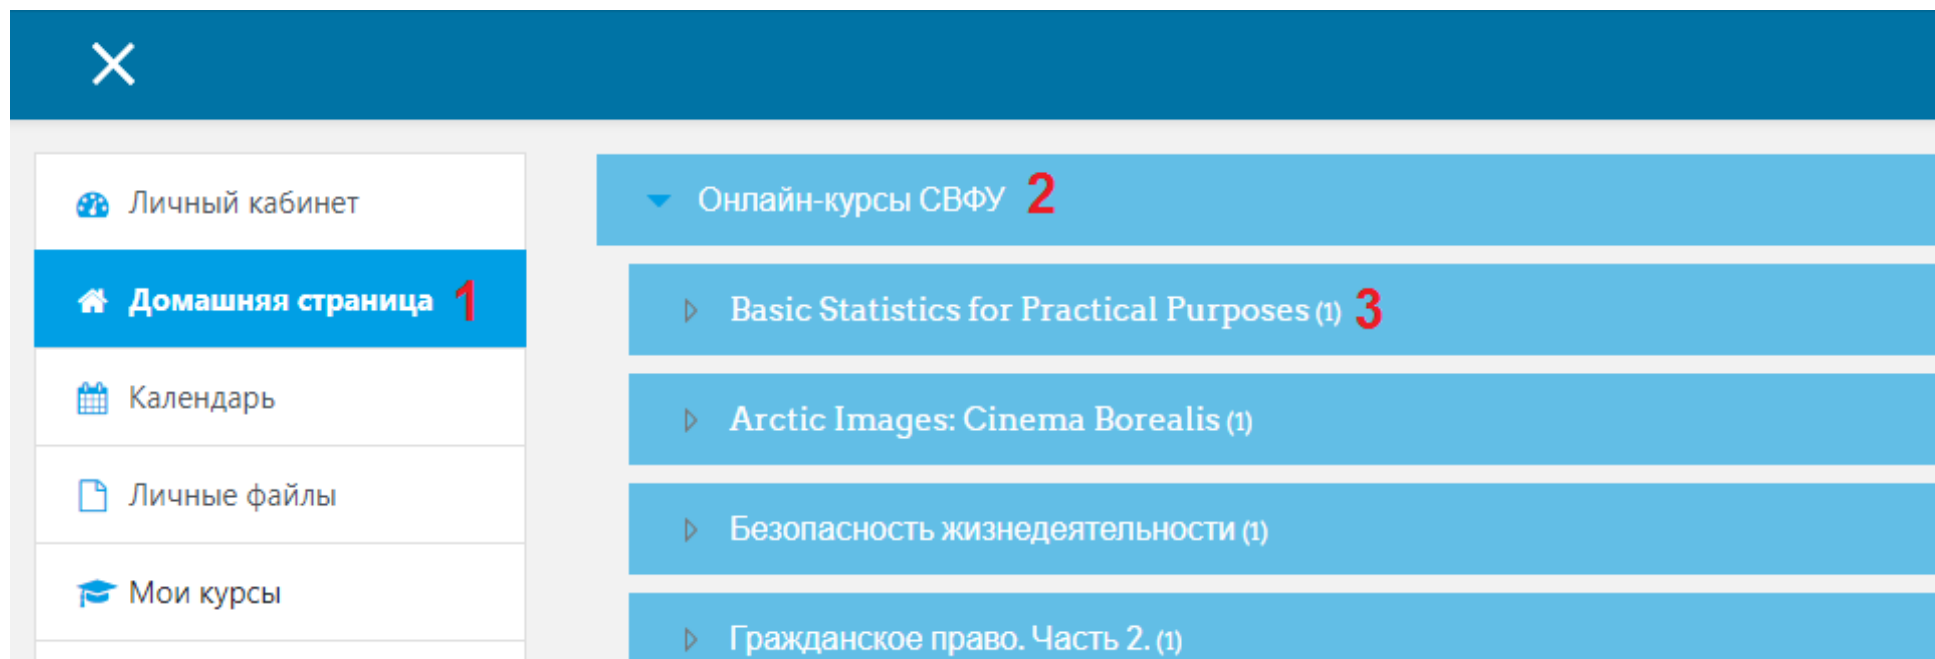 Личный кабинет
Домашняя страница 1
Календарь
Личные файлы
Мои курсы
Онлайн-курсы СВФУ 2
Basic Statistics for Practical Purposes (1) 3
Arctic Images: Cinema Borealis (1)
Безопасность жизнедеятельности (1)
Гражданское право. Часть 2. (1)